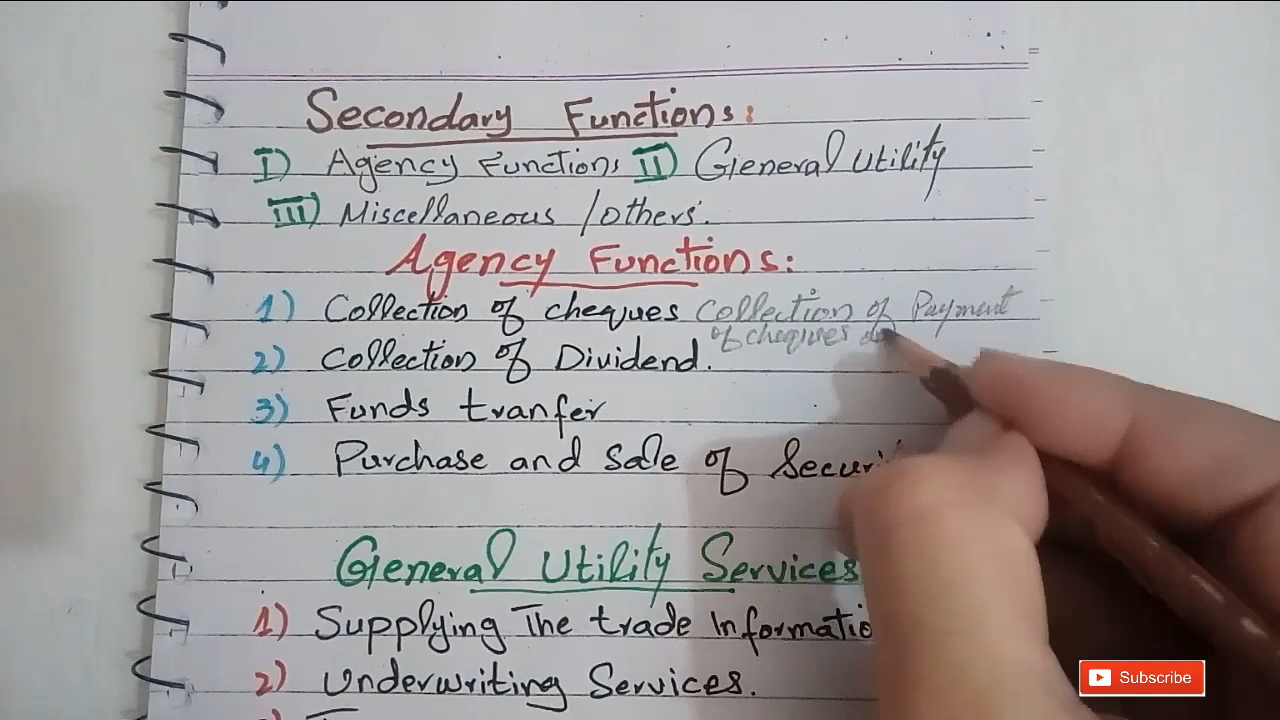 Secondary Functions:
I) Agency Functions II) General Utility
III) Miscellaneous / others.
Agency Functions:
1) Collection of cheques Collection of Payment
of cheques
2) Collection of Dividend.
3) Funds tranfer
4) Purchase and Sale of
General Utility Services
1) Supplying The trade
2) Underwriting Services.
Subscribe